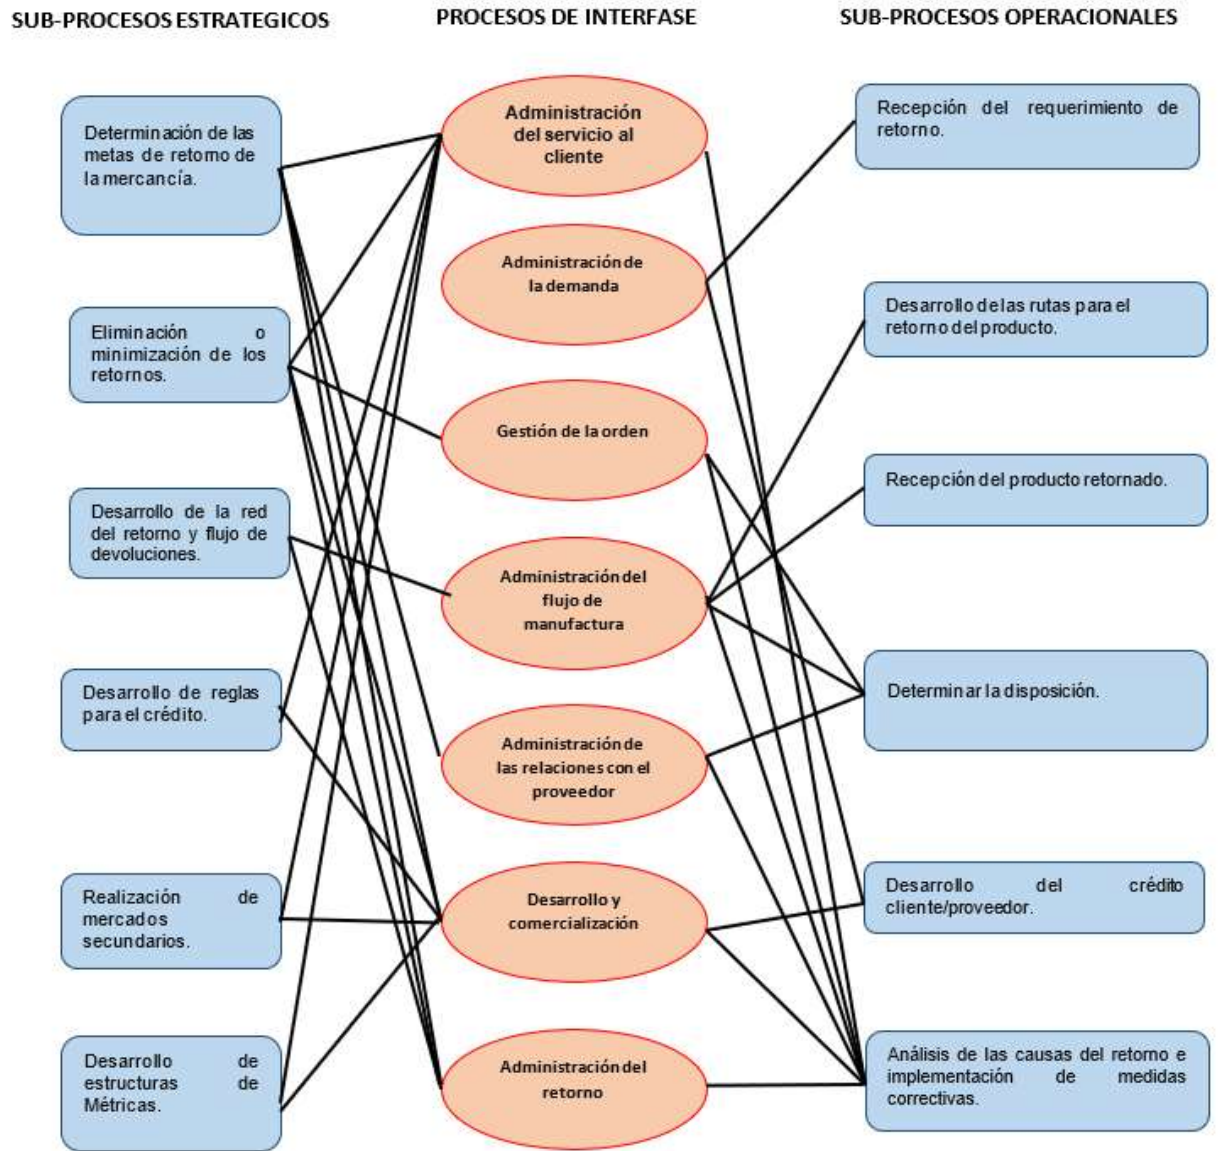 SUB-PROCESOS ESTRATEGICOS
PROCESOS DE INTERFASE
SUB-PROCESOS OPERACIONALES
Determinación de las
metas de retorno de
la mercancía.
Eliminación o
minimización de los
retornos.
Desarrollo de la red
del retorno y flujo de
devoluciones.
Desarrollo de reglas
para el crédito.
Realización de
mercados
secundarios.
Desarrollo de
estructuras de
Métricas.
Administración
del servicio al
cliente
Administración de
la demanda
Gestión de la orden
Administración del
flujo de
manufactura
Administración de
las relaciones con el
proveedor
Desarrollo y
comercialización
Administración del
retorno
Recepción del requerimiento de
retorno.
Desarrollo de las rutas para el
retorno del producto.
Recepción del producto retornado.
Determinar la disposición.
Desarrollo del crédito
cliente/proveedor.
Análisis de las causas del retorno e
implementación de medidas
correctivas.